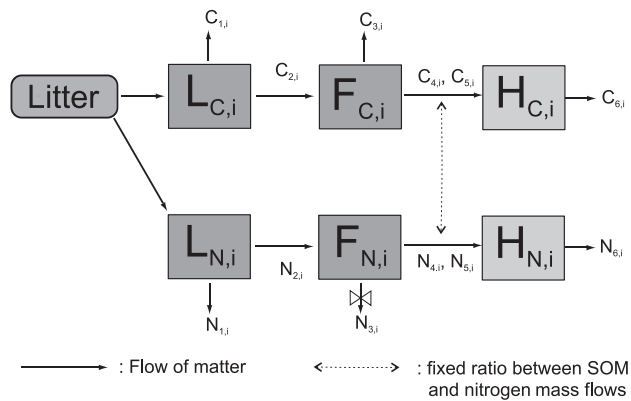 C1,i
C3,i
Litter
LC,i
C2,i
FC,i
C4,i, C5,i
HC,i
C6,i
LN,i
N2,i
FN,i
N4.i, N5,i
HN,i
N6,i
N1,i
N3,i
: Flow of matter
: fixed ratio between SOM
and nitrogen mass flows